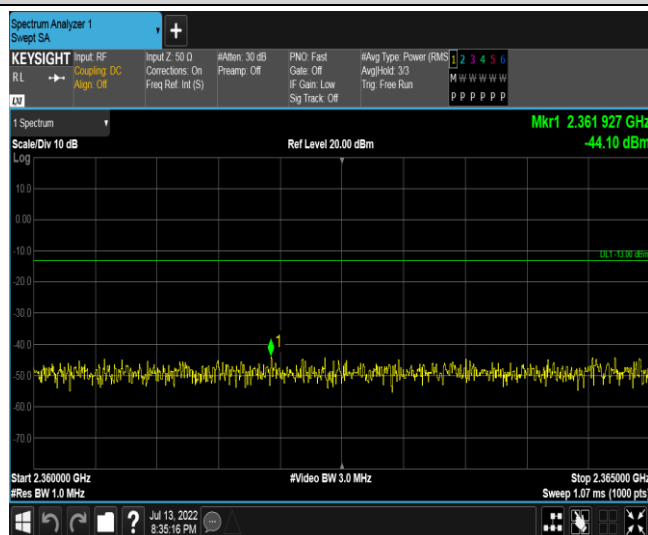 Spectrum Analyzer 1
Swept SA
KEYSIGHT
RL
LXI
Input: RF
Coupling: DC
Align: Off
Input Z: 50 Ω
Corrections: On
Freq Ref: Int (S)
#Atten: 30 dB
Preamp: Off
PNO: Fast
Gate: Off
IF Gain: Low
Sig Track: Off
#Avg Type: Power (RMS
Avg|Hold: 3/3
Trig: Free Run
1 2 3 4 5 6
M W W W W W
P P P P P P
1 Spectrum
Mkr1 2.361 927 GHz
Scale/Div 10 dB
Ref Level 20.00 dBm
-44.10 dBm
Log
10.0
0.00
-10.0
DL1 -13.00 dBm
-20.0
-30.0
-40.0
1
-50.0
-60.0
-70.0
Start 2.360000 GHz
#Video BW 3.0 MHz
Stop 2.365000 GHz
#Res BW 1.0 MHz
Sweep 1.07 ms (1000 pts)
?
Jul 13, 2022
8:35:16 PM